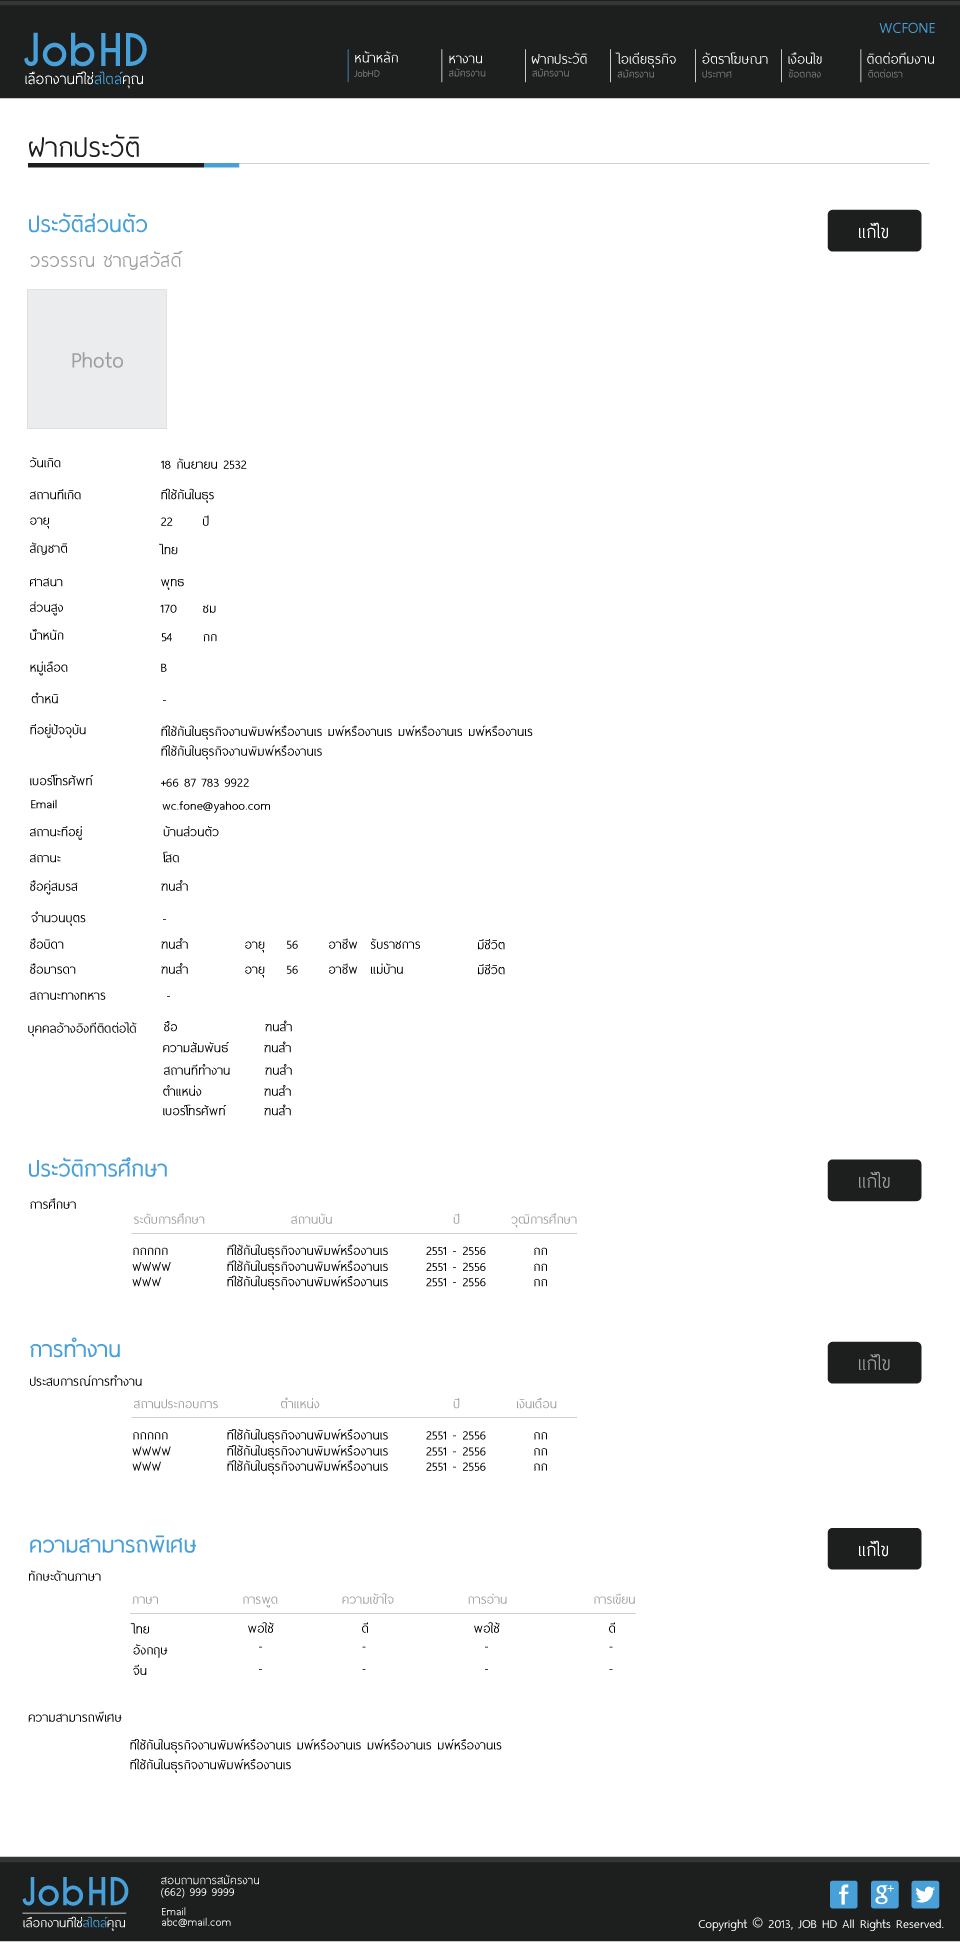 WCFONE
JobHD
เลือกงานที่ใช่สไตล์คุณ
หน้าหลัก หางาน ฝากประวัติ ไอเดียธุรกิจ อัตราโฆษณา เงื่อนไข ติดต่อทีมงาน
JobHD สมัครงาน สมัครงาน สมัครงาน ประกาศ ข้อตกลง ติดต่อเรา
ฝากประวัติ
ประวัติส่วนตัว แก้ไข
วรวรรณ ชาญสวัสดิ์
Photo
วันเกิด 18 กันยายน 2532
สถานที่เกิด ที่ใช้กันในธุร
อายุ 22 ปี
สัญชาติ ไทย
ศาสนา พุทธ
ส่วนสูง 170 ซม
น้ำหนัก 54 กก
หมู่เลือด B
ตำหนิ -
ที่อยู่ปัจจุบัน ที่ใช้กันในธุรกิจงานพิมพ์หรืองานเร มพ์หรืองานเร มพ์หรืองานเร มพ์หรืองานเร
ที่ใช้กันในธุรกิจงานพิมพ์หรืองานเร
เบอร์โทรศัพท์ +66 87 783 9922
Email wc.fone@yahoo.com
สถานะที่อยู่ บ้านส่วนตัว
สถานะ โสด
ชื่อคู่สมรส ฑนสำ
จำนวนบุตร -
ชื่อบิดา ฑนสำ อายุ 56 อาชีพ รับราชการ มีชีวิต
ชื่อมารดา ฑนสำ อายุ 56 อาชีพ แม่บ้าน มีชีวิต
สถานะทางทหาร -
บุคคลอ้างอิงที่ติดต่อได้ ชื่อ ฑนสำ
ความสัมพันธ์ ฑนสำ
สถานที่ทำงาน ฑนสำ
ตำแหน่ง ฑนสำ
เบอร์โทรศัพท์ ฑนสำ
ประวัติการศึกษา แก้ไข
การศึกษา
ระดับการศึกษา สถานบัน ปี วุฒิการศึกษา
กกกกก ที่ใช้กันในธุรกิจงานพิมพ์หรืองานเร 2551 - 2556 กก
ฟฟฟฟ ที่ใช้กันในธุรกิจงานพิมพ์หรืองานเร 2551 - 2556 กก
ฟฟฟ ที่ใช้กันในธุรกิจงานพิมพ์หรืองานเร 2551 - 2556 กก
การทำงาน แก้ไข
ประสบการณ์การทำงาน
สถานประกอบการ ตำแหน่ง ปี เงินเดือน
กกกกก ที่ใช้กันในธุรกิจงานพิมพ์หรืองานเร 2551 - 2556 กก
ฟฟฟฟ ที่ใช้กันในธุรกิจงานพิมพ์หรืองานเร 2551 - 2556 กก
ฟฟฟ ที่ใช้กันในธุรกิจงานพิมพ์หรืองานเร 2551 - 2556 กก
ความสามารถพิเศษ แก้ไข
ทักษะด้านภาษา
ภาษา การพูด ความเข้าใจ การอ่าน การเขียน
ไทย พอใช้ ดี พอใช้ ดี
อังกฤษ - - - -
จีน - - - -
ความสามารถพิเศษ
ที่ใช้กันในธุรกิจงานพิมพ์หรืองานเร มพ์หรืองานเร มพ์หรืองานเร มพ์หรืองานเร
ที่ใช้กันในธุรกิจงานพิมพ์หรืองานเร
JobHD
เลือกงานที่ใช่สไตล์คุณ
สอบถามการสมัครงาน
(662) 999 9999
Email
abc@mail.com
f g+
Copyright © 2013, JOB HD All Rights Reserved.